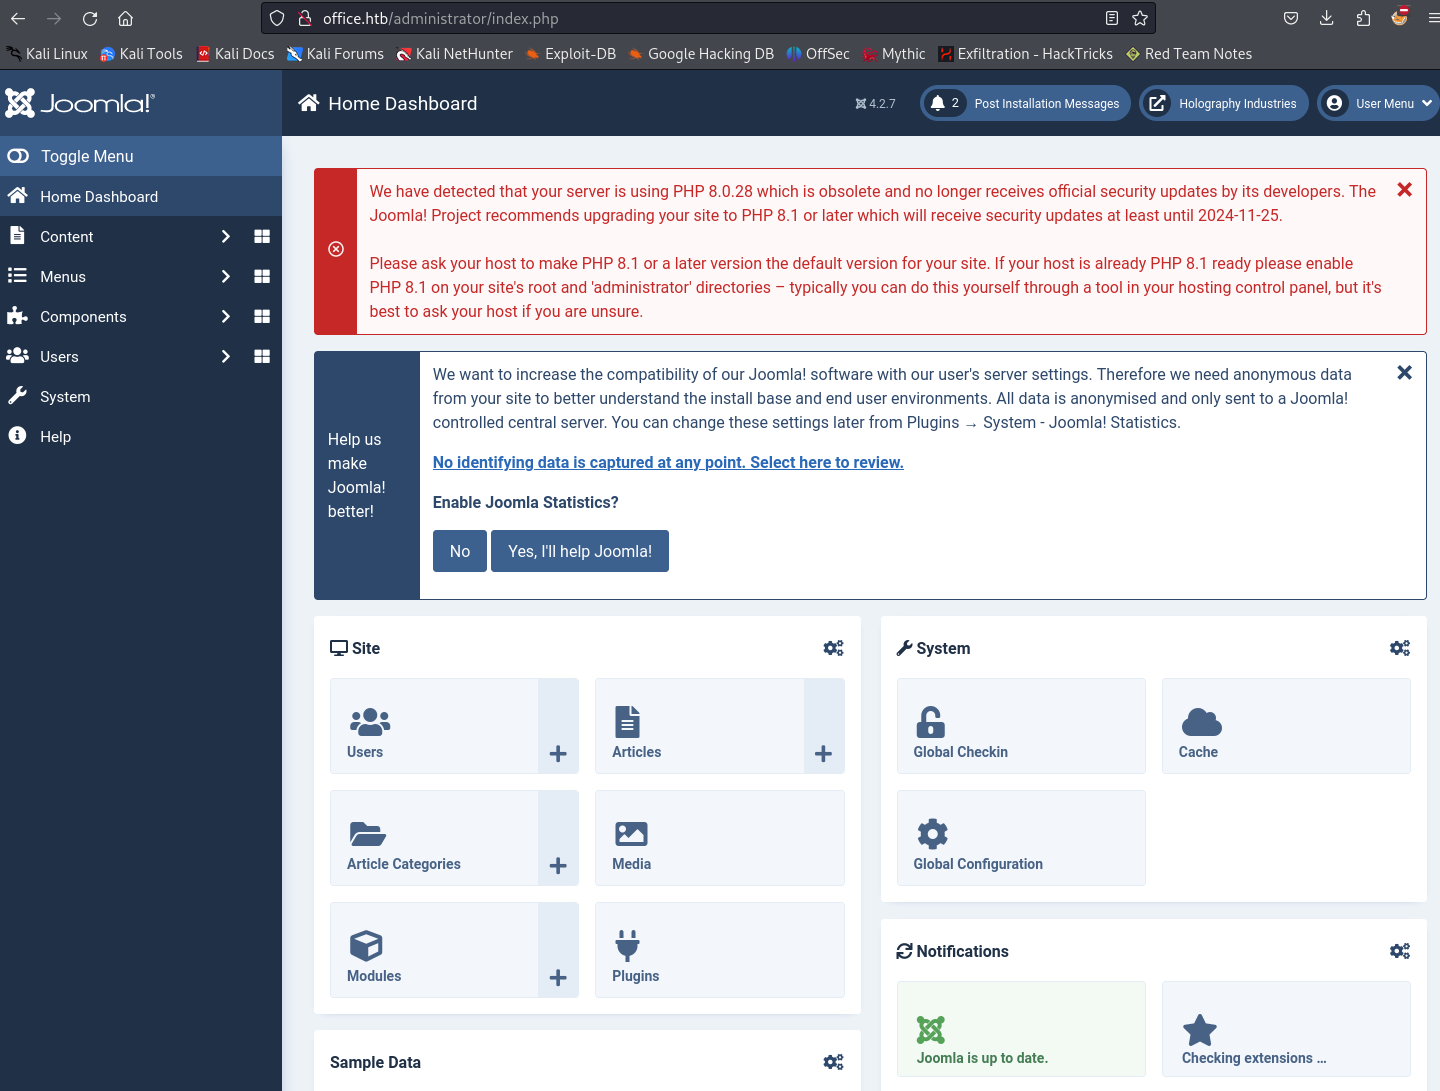 office.htb/administrator/index.php
Kali Linux Kali Tools Kali Docs Kali Forums Kali NetHunter Exploit-DB Google Hacking DB OffSec Mythic Exfiltration - HackTricks Red Team Notes
Joomla!®
Home Dashboard
4.2.7
2 Post Installation Messages
Holography Industries
User Menu
Toggle Menu
Home Dashboard
Content
Menus
Components
Users
System
Help
We have detected that your server is using PHP 8.0.28 which is obsolete and no longer receives official security updates by its developers. The
Joomla! Project recommends upgrading your site to PHP 8.1 or later which will receive security updates at least until 2024-11-25.
Please ask your host to make PHP 8.1 or a later version the default version for your site. If your host is already PHP 8.1 ready please enable
PHP 8.1 on your site's root and 'administrator' directories – typically you can do this yourself through a tool in your hosting control panel, but it's
best to ask your host if you are unsure.
Help us
make
Joomla!
better!
We want to increase the compatibility of our Joomla! software with our user's server settings. Therefore we need anonymous data
from your site to better understand the install base and end user environments. All data is anonymised and only sent to a Joomla!
controlled central server. You can change these settings later from Plugins → System - Joomla! Statistics.
No identifying data is captured at any point. Select here to review.
Enable Joomla Statistics?
No
Yes, I'll help Joomla!
Site
Users
Articles
Article Categories
Media
Modules
Plugins
Sample Data
System
Global Checkin
Cache
Global Configuration
Notifications
Joomla is up to date.
Checking extensions ...